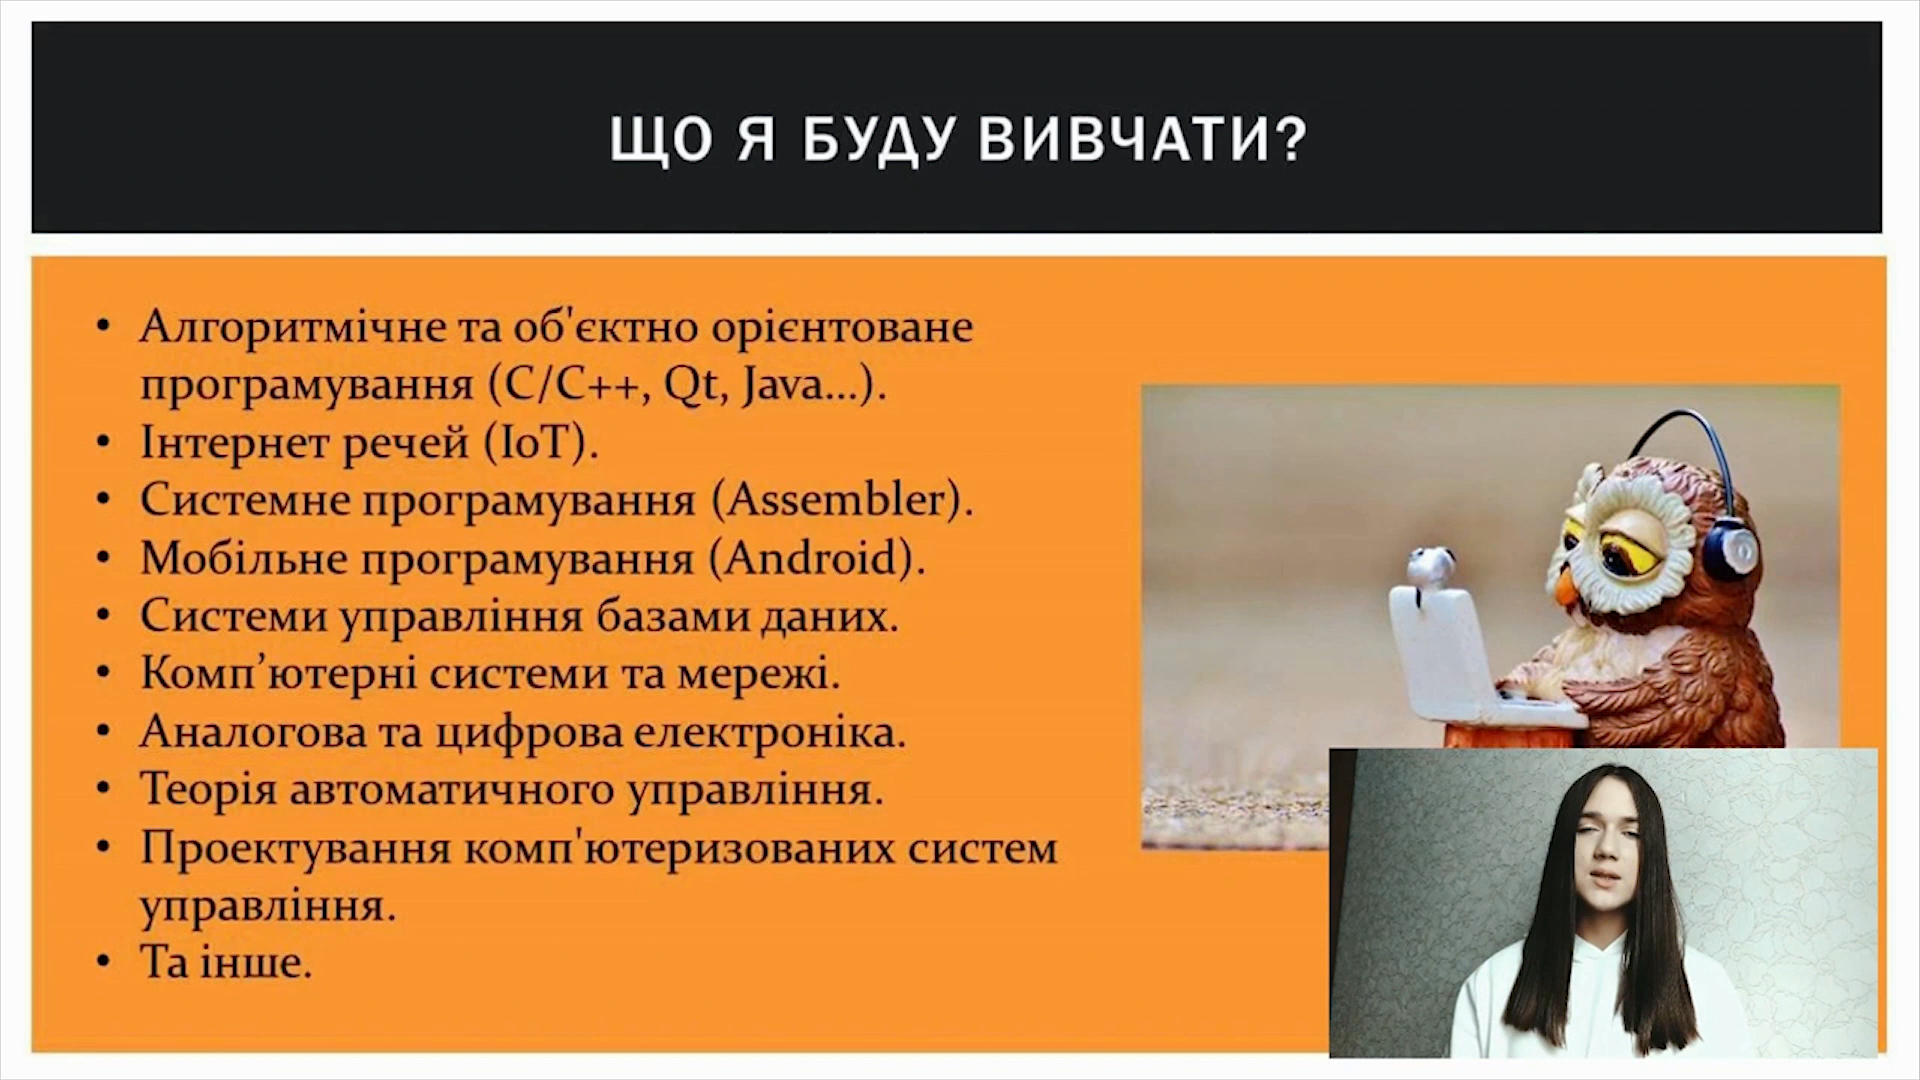 ЩО Я БУДУ ВИВЧАТИ?
• Алгоритмічне та об'єктно орієнтоване
програмування (C/C++, Qt, Java...).
• Інтернет речей (IoT).
• Системне програмування (Assembler).
• Мобільне програмування (Android).
• Системи управління базами даних.
• Комп’ютерні системи та мережі.
• Аналогова та цифрова електроніка.
• Теорія автоматичного управління.
• Проектування комп'ютеризованих систем
управління.
• Та інше.